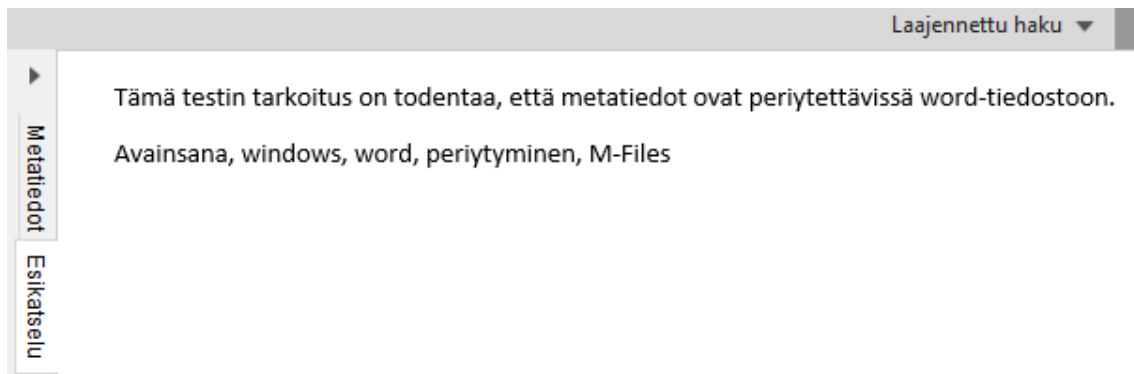 Laajennettu haku
Tämä testin tarkoitus on todentaa, että metatiedot ovat periytettävissä word-tiedostoon.
Avainsana, windows, word, periytyminen, M-Files
Metatiedot
Esikatselu